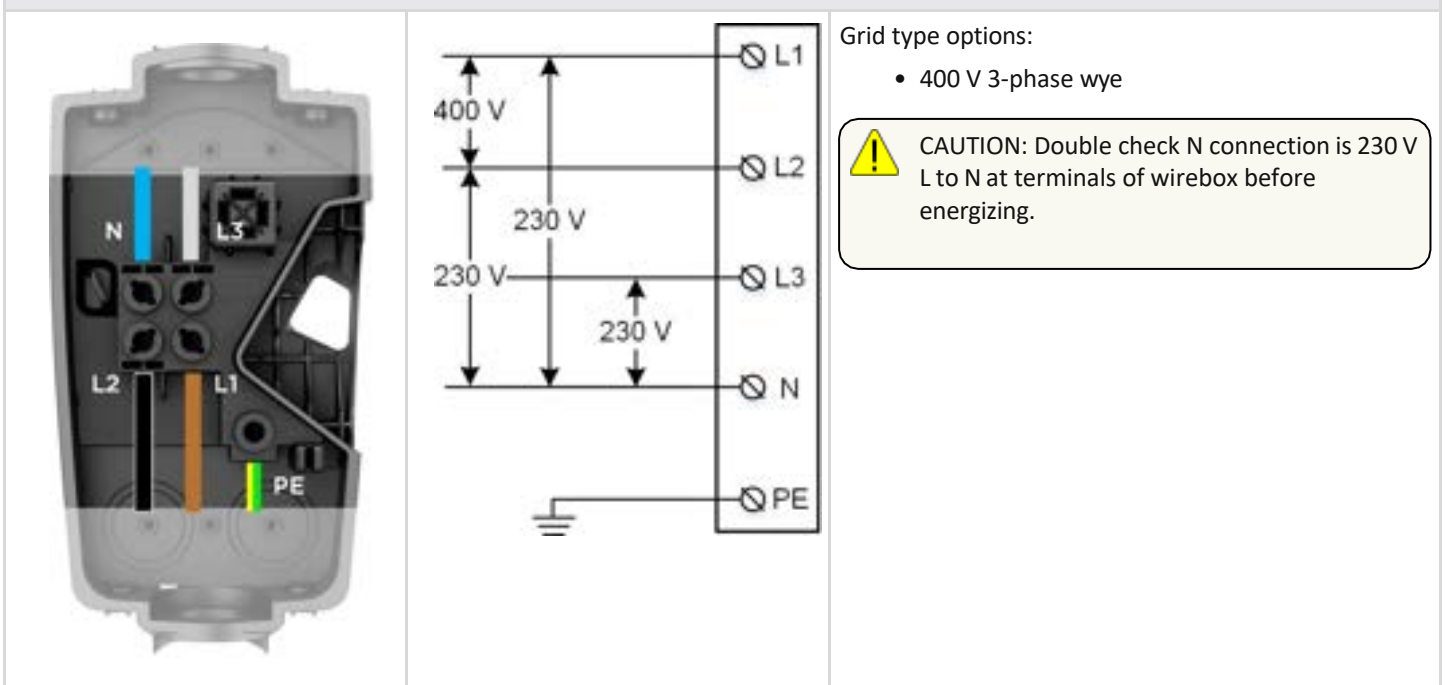 N
L3
L2
L1
PE
L1
400 V
L2
230 V
230 V
L3
230 V
N
PE
Grid type options:
• 400 V 3-phase wye
CAUTION: Double check N connection is 230 V
L to N at terminals of wirebox before
energizing.